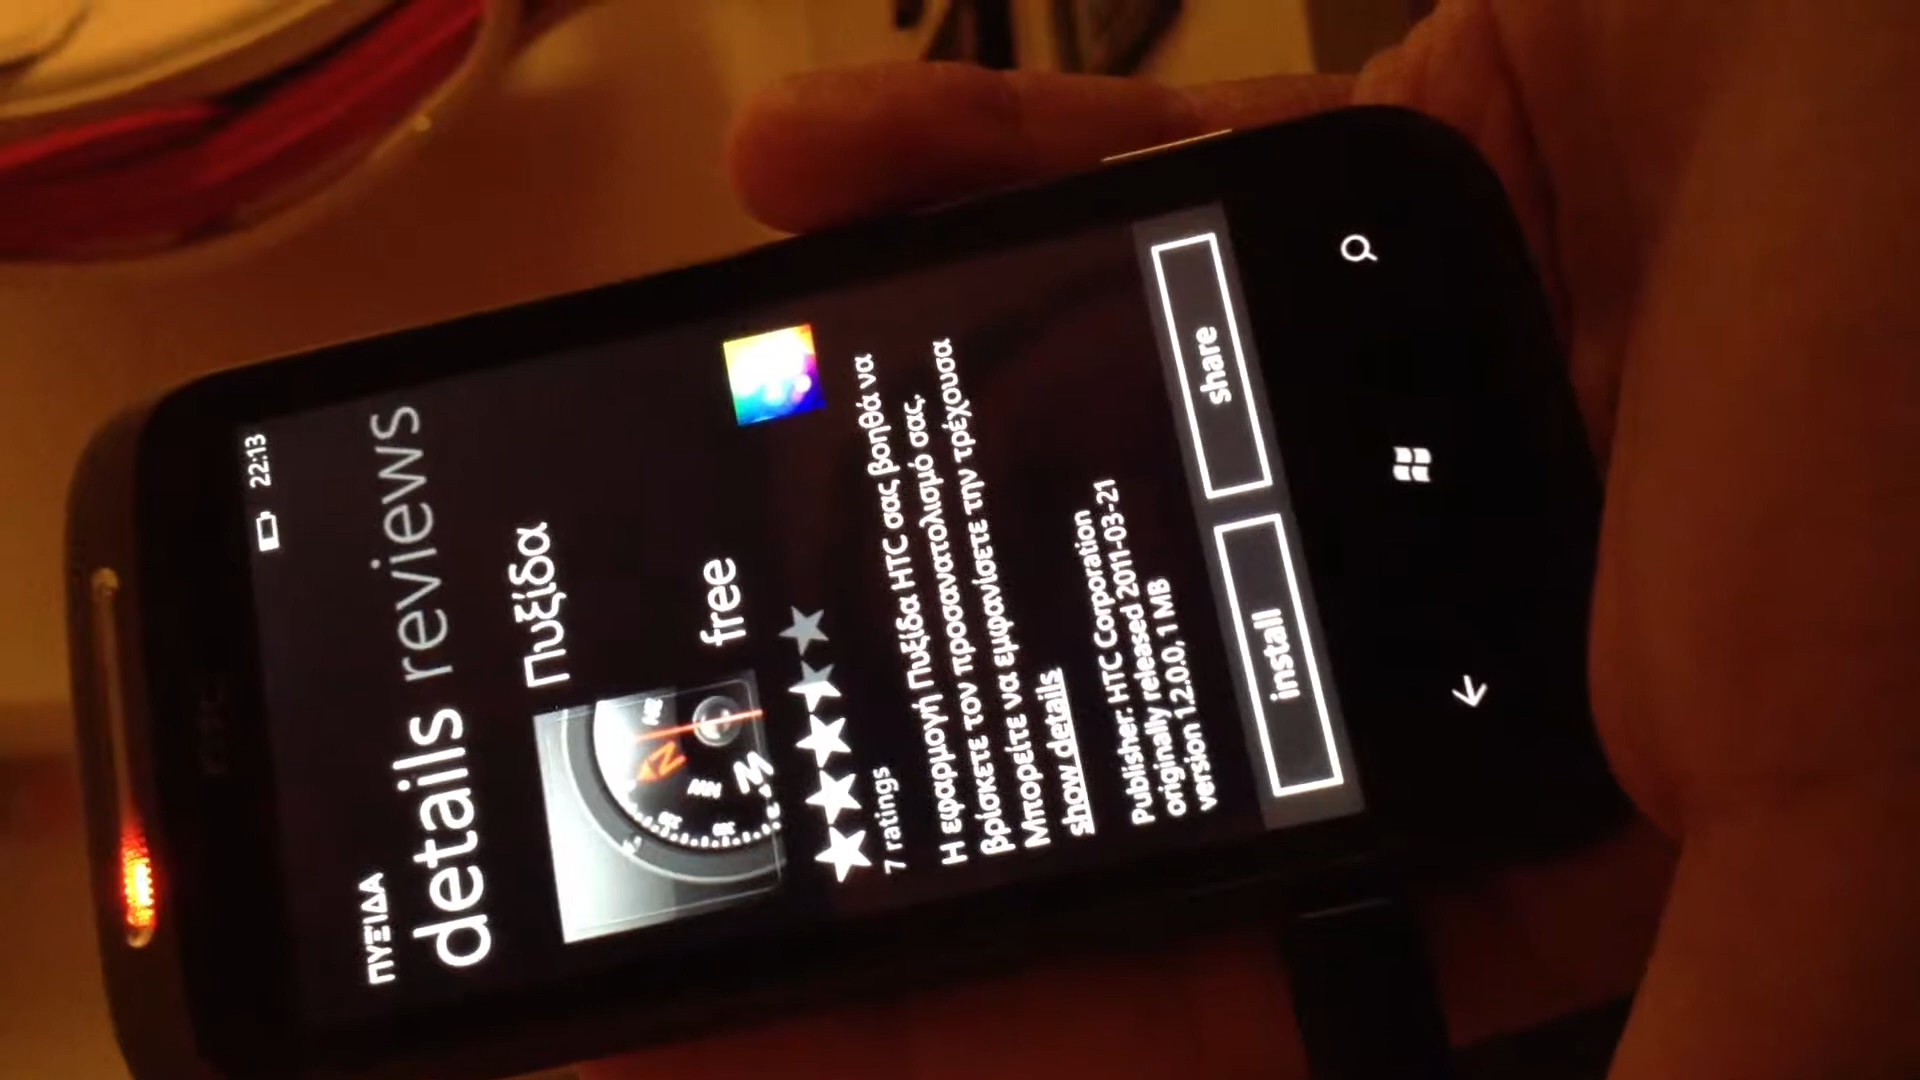 22:13
ΠΥΞΊΔΑ
details reviews
Πυξίδα
free
7 ratings
Η εφαρμογή Πυξίδα HTC σας βοηθά να
βρίσκετε τον προσανατολισμό σας.
Μπορείτε να εμφανίσετε την τρέχουσα
show details
Publisher: HTC Corporation
originally released 2011-03-21
version 1.2.0.0, 1 MB
install share